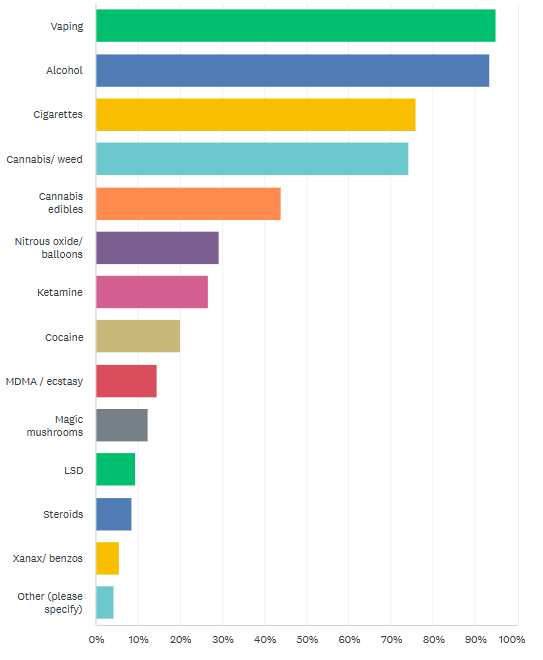 Vaping
Alcohol
Cigarettes
Cannabis/ weed
Cannabis
edibles
Nitrous oxide/
balloons
Ketamine
Cocaine
MDMA / ecstasy
Magic
mushrooms
LSD
Steroids
Xanax/ benzos
Other (please
specify)
0% 10% 20% 30% 40% 50% 60% 70% 80% 90% 100%